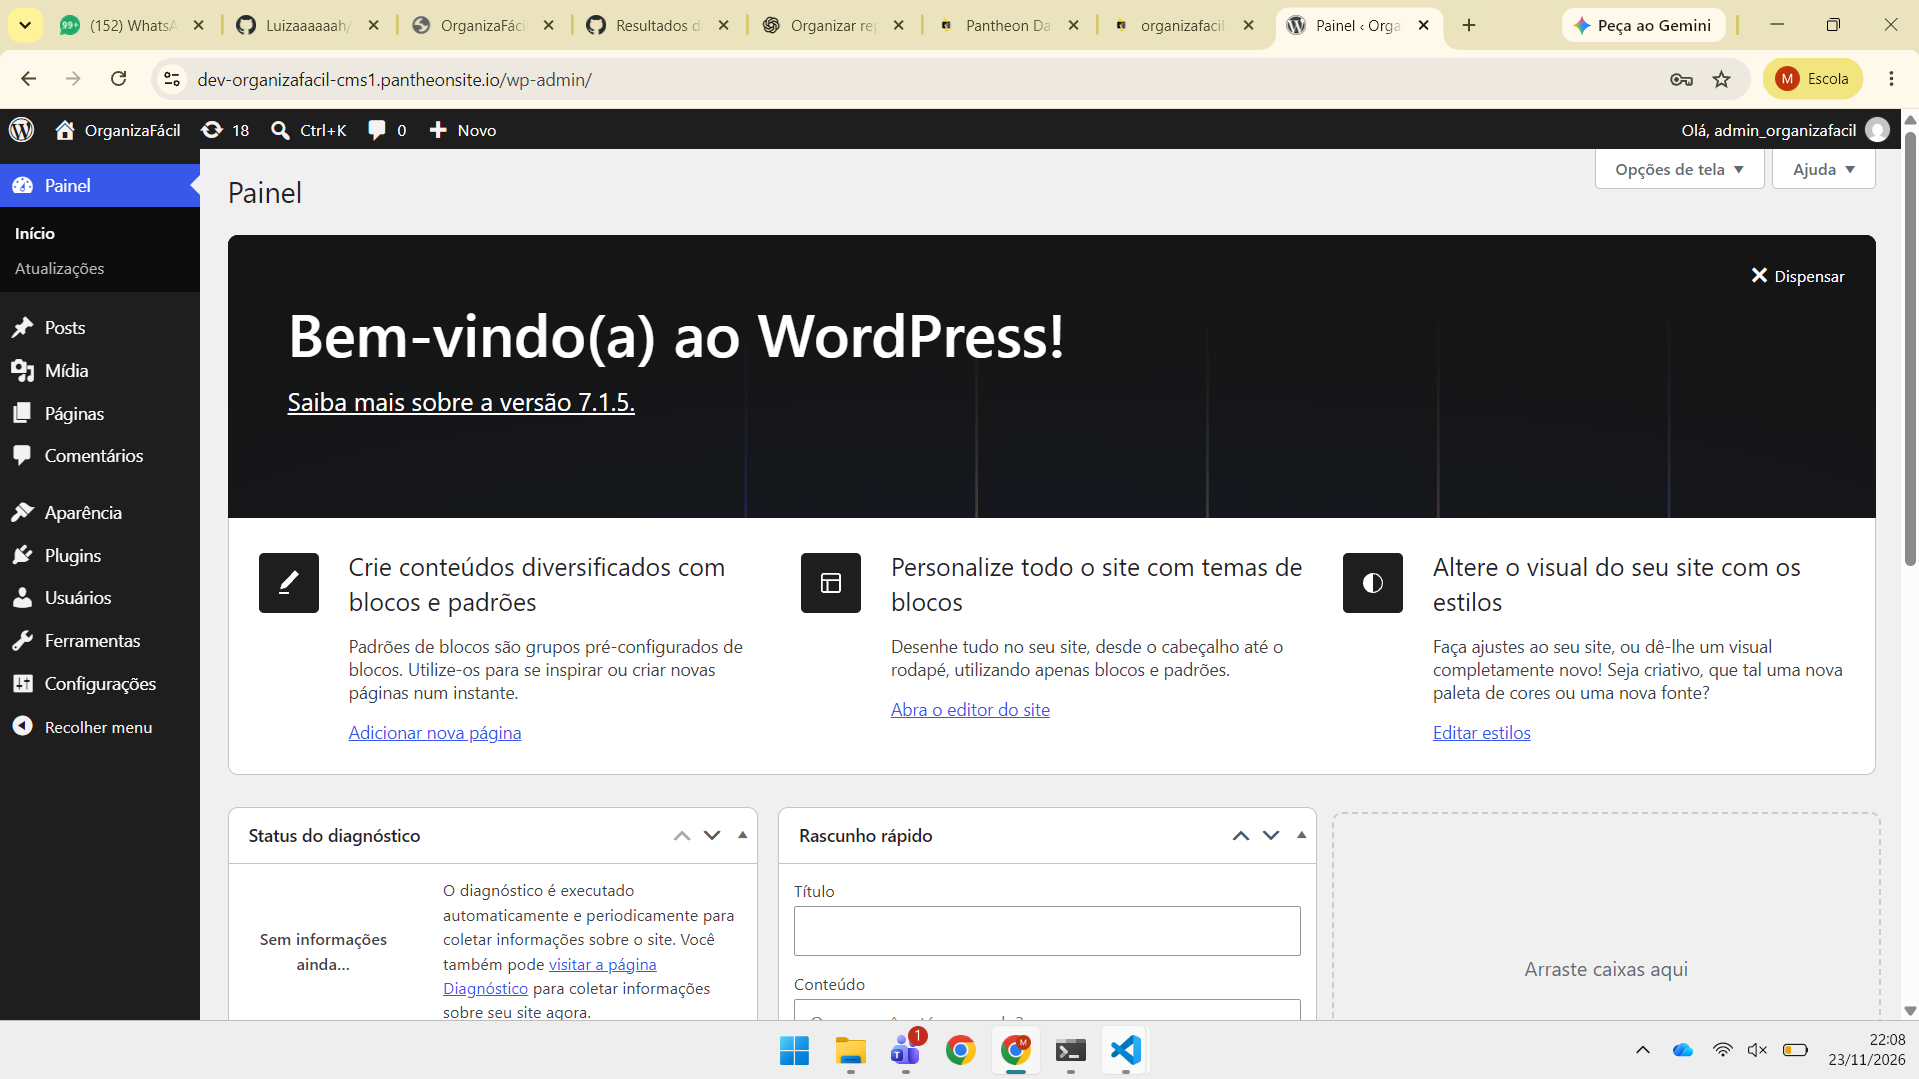 (152) WhatsA
Luizaaaaaah/
OrganizaFáci
Resultados d
Organizar rep
Pantheon Da
organizafacil
Painel ‹ Orga
Peça ao Gemini
dev-organizafacil-cms1.pantheonsite.io/wp-admin/
M Escola
OrganizaFácil
18
Ctrl+K
0
Novo
Olá, admin_organizafacil
Painel
Início
Atualizações
Posts
Mídia
Páginas
Comentários
Aparência
Plugins
Usuários
Ferramentas
Configurações
Recolher menu
Opções de tela
Ajuda
Painel
Dispensar
Bem-vindo(a) ao WordPress!
Saiba mais sobre a versão 7.1.5.
Crie conteúdos diversificados com
blocos e padrões
Padrões de blocos são grupos pré-configurados de
blocos. Utilize-os para se inspirar ou criar novas
páginas num instante.
Adicionar nova página
Personalize todo o site com temas de
blocos
Desenhe tudo no seu site, desde o cabeçalho até o
rodapé, utilizando apenas blocos e padrões.
Abra o editor do site
Altere o visual do seu site com os
estilos
Faça ajustes ao seu site, ou dê-lhe um visual
completamente novo! Seja criativo, que tal uma nova
paleta de cores ou uma nova fonte?
Editar estilos
Status do diagnóstico
Sem informações
ainda...
O diagnóstico é executado
automaticamente e periodicamente para
coletar informações sobre o site. Você
também pode visitar a página
Diagnóstico para coletar informações
sobre seu site agora.
Rascunho rápido
Título
Conteúdo
Arraste caixas aqui
1
M
22:08
23/11/2026